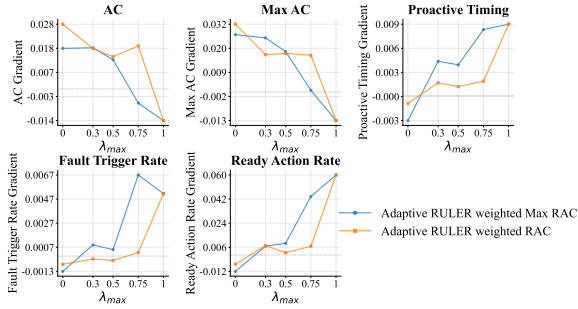 AC
AC Gradient
0.028
0.018
0.007
-0.003
-0.014
0 0.3 0.5 0.75 1
λmax
Max AC
Max AC Gradient
0.032
0.020
0.009
-0.002
-0.013
0 0.3 0.5 0.75 1
λmax
Proactive Timing
Proactive Timing Gradient
0.009
0.006
0.003
-0.000
-0.003
0 0.3 0.5 0.75 1
λmax
Fault Trigger Rate
Fault Trigger Rate Gradient
0.0067
0.0047
0.0027
0.0007
-0.0013
0 0.3 0.5 0.75 1
λmax
Ready Action Rate
Ready Action Rate Gradient
0.060
0.042
0.024
0.006
-0.012
0 0.3 0.5 0.75 1
λmax
Adaptive RULER weighted Max RAC
Adaptive RULER weighted RAC